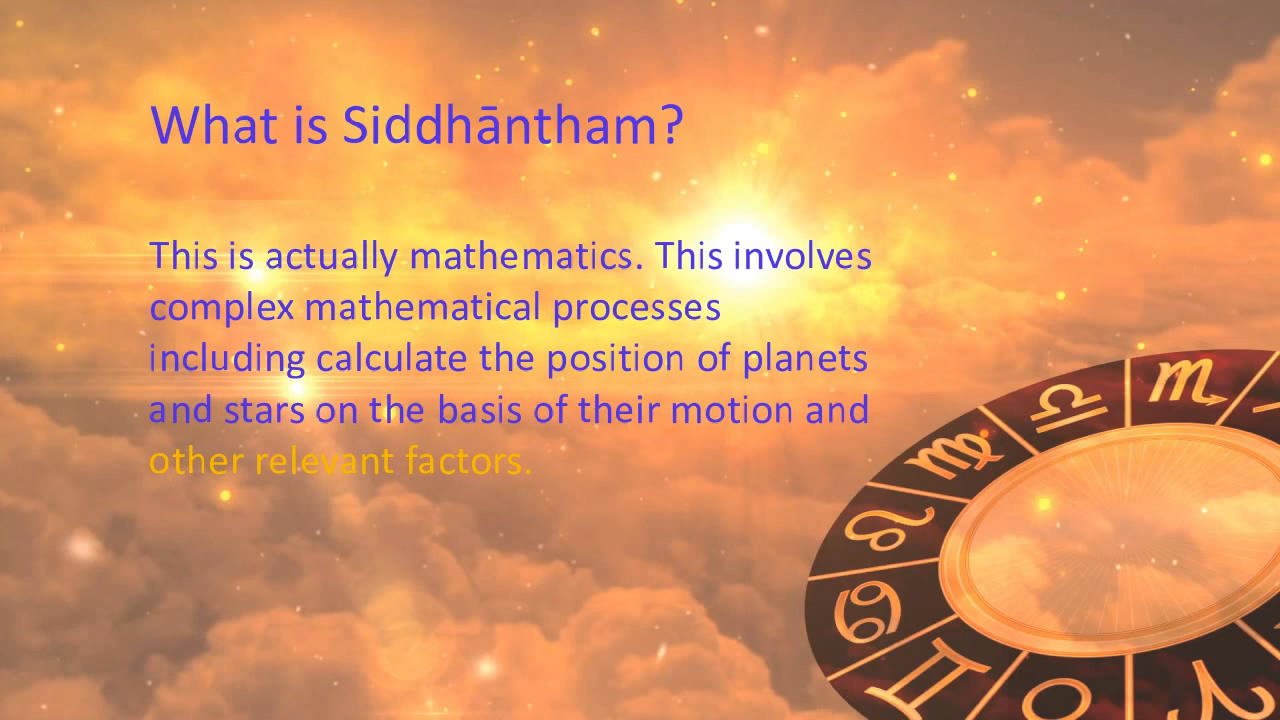 What is Siddhāntham?
This is actually mathematics. This involves
complex mathematical processes
including calculate the position of planets
and stars on the basis of their motion and
other relevant factors.